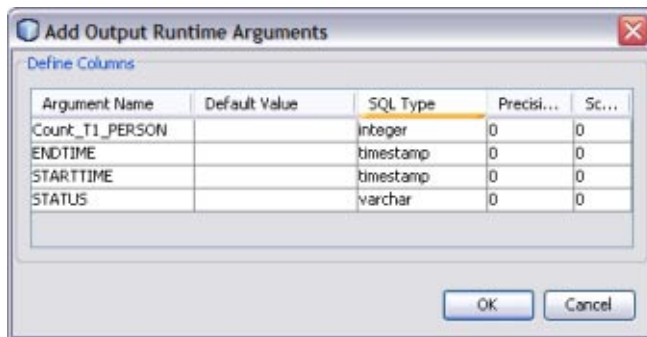 Add Output Runtime Arguments
Define Columns
Argument Name Default Value SQL Type Precisi... Sc...
Count_T1_PERSON integer 0 0
ENDTIME timestamp 0 0
STARTTIME timestamp 0 0
STATUS varchar 0 0
OK Cancel